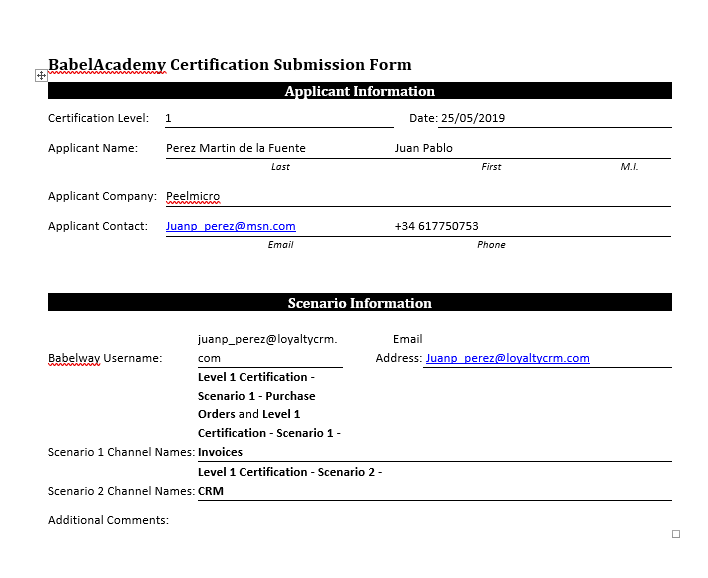 BabelAcademy Certification Submission Form
Applicant Information
Certification Level: 1 Date: 25/05/2019
Applicant Name: Perez Martin de la Fuente Juan Pablo
Last First M.I.
Applicant Company: Peelmicro
Applicant Contact: Juanp_perez@msn.com +34 617750753
Email Phone
Scenario Information
juanp_perez@loyaltycrm. Email
Babelway Username: com Address: Juanp_perez@loyaltycrm.com
Level 1 Certification -
Scenario 1 - Purchase
Orders and Level 1
Certification - Scenario 1 -
Scenario 1 Channel Names: Invoices
Level 1 Certification - Scenario 2 -
Scenario 2 Channel Names: CRM
Additional Comments: